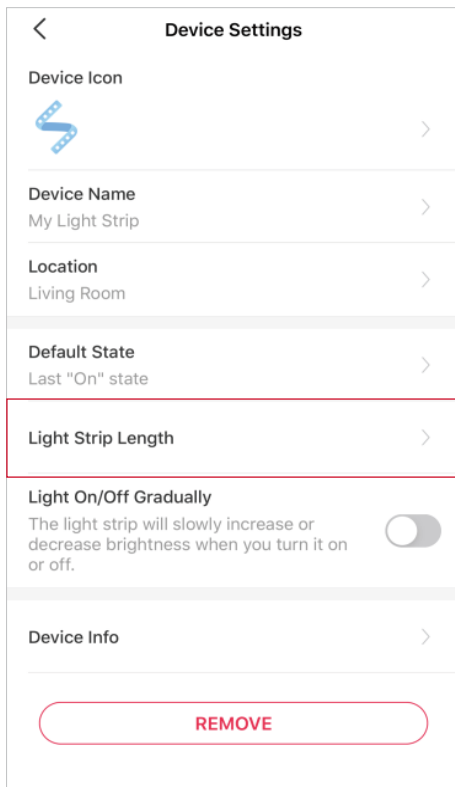 Device Settings
Device Icon
Device Name
My Light Strip
Location
Living Room
Default State
Last "On" state
Light Strip Length
Light On/Off Gradually
The light strip will slowly increase or
decrease brightness when you turn it on
or off.
Device Info
REMOVE